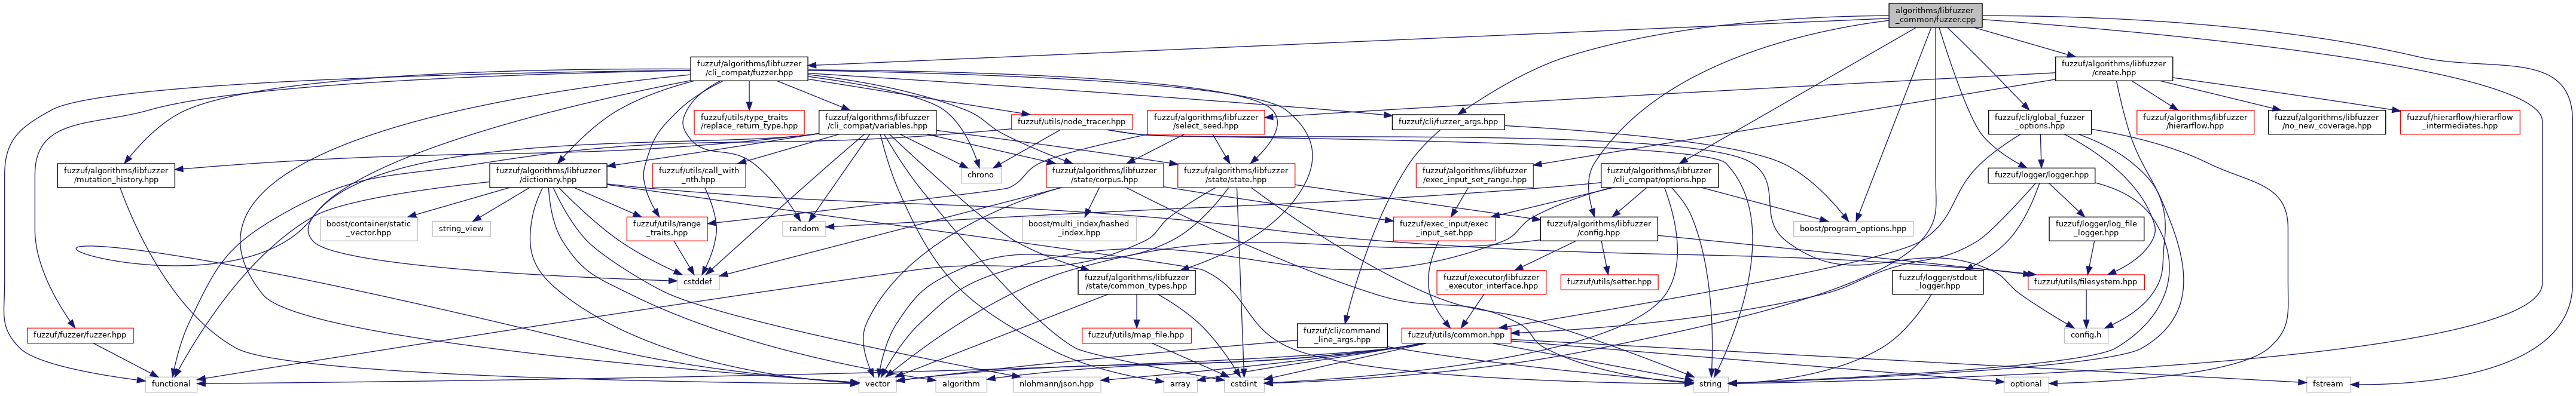 algorithms/libfuzzer
_common/fuzzer.cpp
fuzzuf/algorithms/libfuzzer
/cli_compat/fuzzer.hpp
fuzzuf/algorithms/libfuzzer
/create.hpp
fuzzuf/utils/type_traits
/replace_return_type.hpp
fuzzuf/algorithms/libfuzzer
/cli_compat/variables.hpp
fuzzuf/utils/node_tracer.hpp
fuzzuf/algorithms/libfuzzer
/select_seed.hpp
fuzzuf/cli/fuzzer_args.hpp
fuzzuf/cli/global_fuzzer
_options.hpp
fuzzuf/algorithms/libfuzzer
/hierarflow.hpp
fuzzuf/algorithms/libfuzzer
/no_new_coverage.hpp
fuzzuf/hierarflow/hierarflow
_intermediates.hpp
fuzzuf/algorithms/libfuzzer
/mutation_history.hpp
fuzzuf/algorithms/libfuzzer
/dictionary.hpp
fuzzuf/utils/call_with
_nth.hpp
chrono
fuzzuf/algorithms/libfuzzer
/state/corpus.hpp
fuzzuf/algorithms/libfuzzer
/state/state.hpp
fuzzuf/algorithms/libfuzzer
/exec_input_set_range.hpp
fuzzuf/algorithms/libfuzzer
/cli_compat/options.hpp
fuzzuf/logger/logger.hpp
boost/container/static
_vector.hpp
string_view
fuzzuf/utils/range
_traits.hpp
random
boost/multi_index/hashed
_index.hpp
fuzzuf/exec_input/exec
_input_set.hpp
fuzzuf/algorithms/libfuzzer
/config.hpp
boost/program_options.hpp
fuzzuf/logger/log_file
_logger.hpp
cstddef
fuzzuf/algorithms/libfuzzer
/state/common_types.hpp
fuzzuf/executor/libfuzzer
_executor_interface.hpp
fuzzuf/utils/setter.hpp
fuzzuf/logger/stdout
_logger.hpp
fuzzuf/utils/filesystem.hpp
fuzzuf/fuzzer/fuzzer.hpp
fuzzuf/utils/map_file.hpp
fuzzuf/cli/command
_line_args.hpp
fuzzuf/utils/common.hpp
config.h
functional
vector
algorithm
nlohmann/json.hpp
array
cstdint
string
optional
fstream